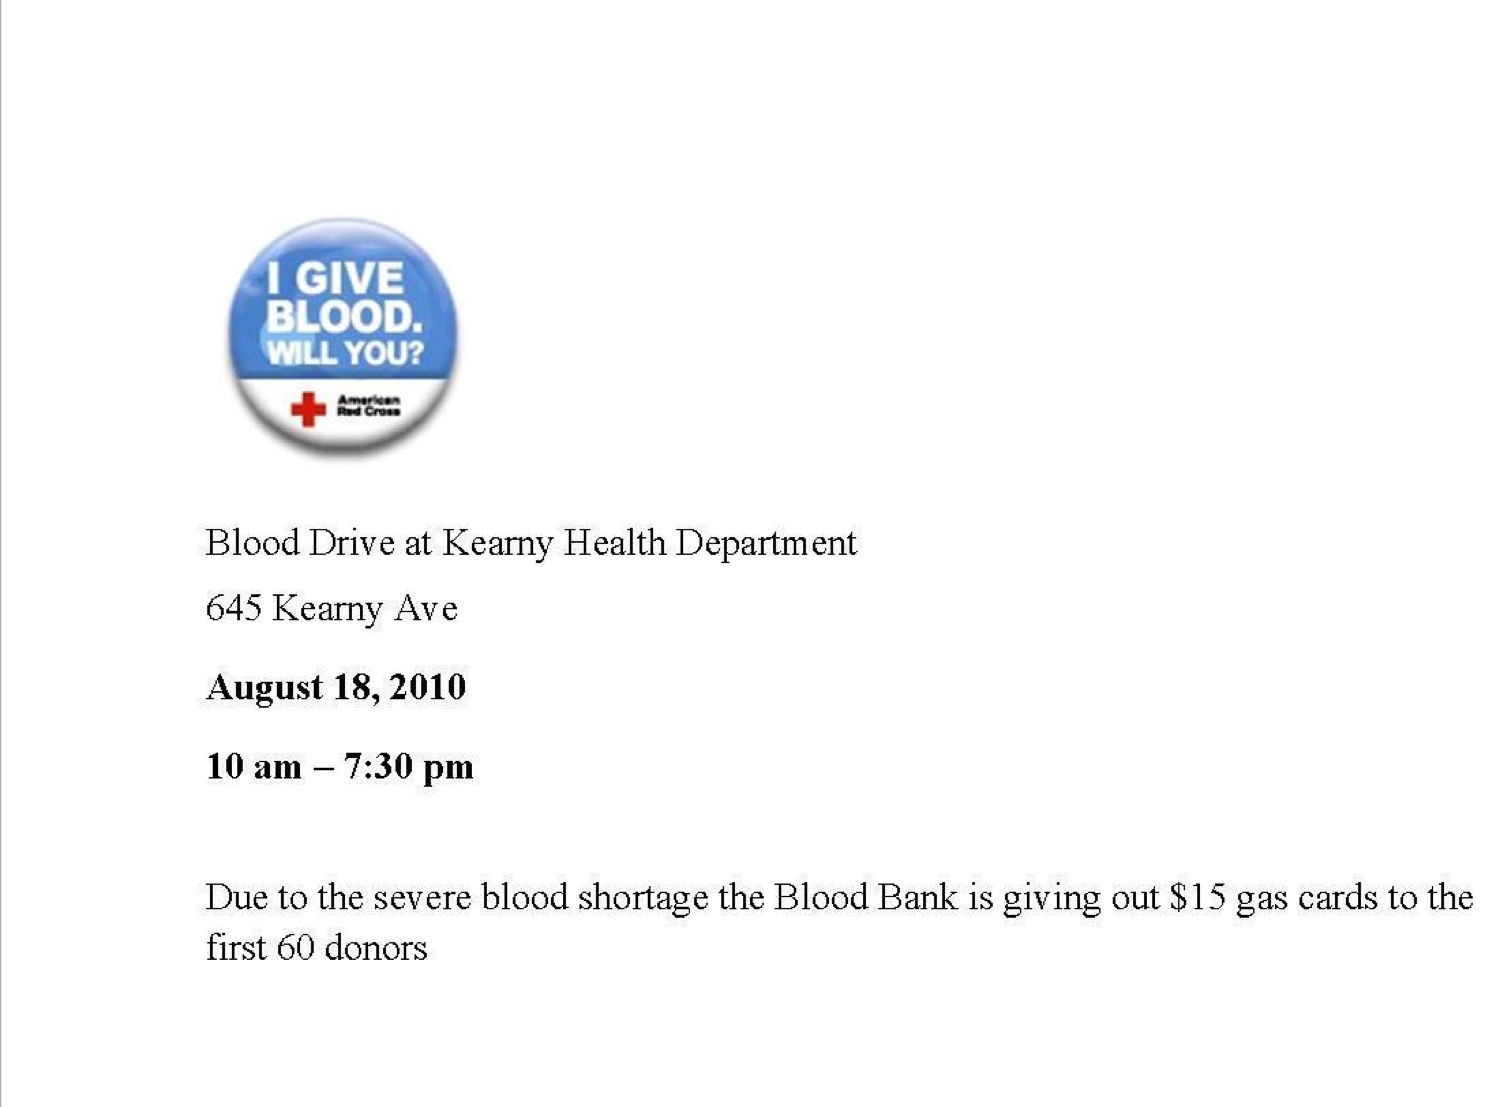 I GIVE
BLOOD.
WILL YOU?
American
Red Cross
Blood Drive at Kearny Health Department
645 Kearny Ave
August 18, 2010
10 am – 7:30 pm
Due to the severe blood shortage the Blood Bank is giving out $15 gas cards to the
first 60 donors